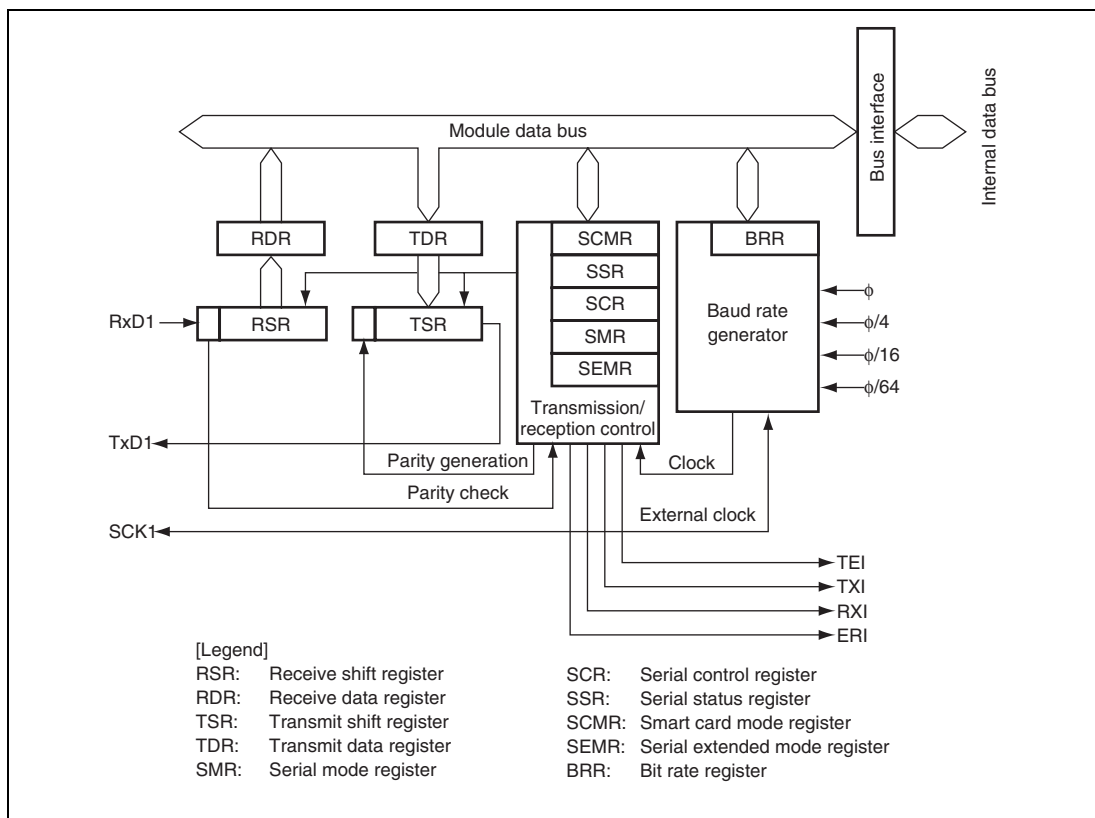 Module data bus
Bus interface
Internal data bus
RDR
TDR
SCMR
BRR
SSR
SCR
SMR
SEMR
RxD1
RSR
TSR
Baud rate
generator
φ
φ/4
φ/16
φ/64
Transmission/
reception control
TxD1
Parity generation
Clock
Parity check
SCK1
External clock
TEI
TXI
RXI
ERI
[Legend]
RSR: Receive shift register
RDR: Receive data register
TSR: Transmit shift register
TDR: Transmit data register
SMR: Serial mode register
SCR: Serial control register
SSR: Serial status register
SCMR: Smart card mode register
SEMR: Serial extended mode register
BRR: Bit rate register